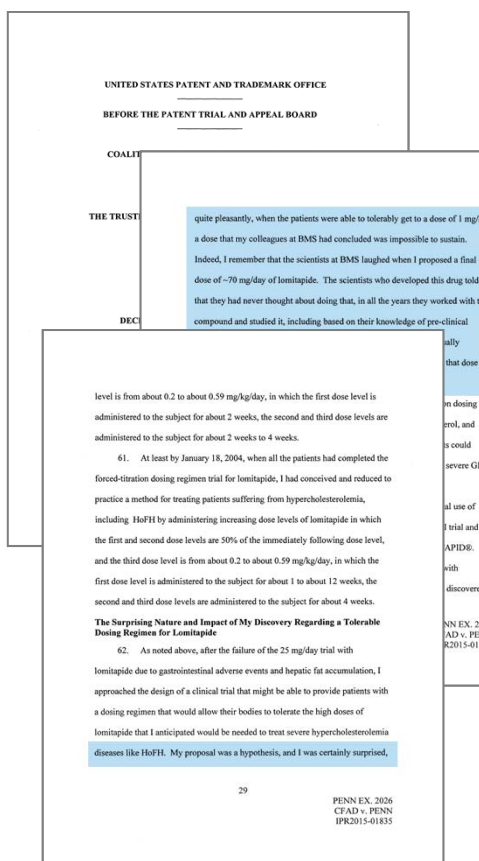 UNITED STATES PATENT AND TRADEMARK OFFICE
BEFORE THE PATENT TRIAL AND APPEAL BOARD
THE
quite pleasantly, when the patients were able to tolerably get to a dose of 1 mg/
a dose that my colleagues at BMS had concluded was impossible to sustain.
Indeed, I remember that the scientists at BMS laughed when I proposed a final
dose of ~70 mg/day of lomitapide. The scientists who developed this drug told
that they had never thought about doing that, in all the years they worked with
compound and studied it, including based on their knowledge of pre-clinical
that dose
dosing
and
is could
severe
al use of
trial and
APID®.
with
discovere
level is from about 0.2 to about 0.59 mg/kg/day, in which the first dose level is
administered to the subject for about 2 weeks, the second and third dose levels are
administered to the subject for about 2 weeks to 4 weeks.
61. At least by January 18, 2004, when all the patients had completed the
forced-titration dosing regimen trial for lomitapide, I had conceived and reduced to
practice a method for treating patients suffering from hypercholesterolemia,
including HoFH by administering increasing dose levels of lomitapide in which
the first and second dose levels are 50% of the immediately following dose level,
and the third dose level is from about 0.2 to about 0.59 mg/kg/day, in which the
first dose level is administered to the subject for about 1 to about 12 weeks, the
second and third dose levels are administered to the subject for about 4 weeks.
The Surprising Nature and Impact of My Discovery Regarding a Tolerable
Dosing Regimen for Lomitapide
62. As noted above, after the failure of the 25 mg/day trial with
lomitapide due to gastrointestinal adverse events and hepatic fat accumulation, I
approached the design of a clinical trial that might be able to provide patients with
a dosing regimen that would allow their bodies to tolerate the high doses of
lomitapide that I anticipated would be needed to treat severe hypercholesterolemia
diseases like HoFH. My proposal was a hypothesis, and I was certainly surprised,
29
PENN EX. 2026
CFAD v. PENN
IPR2015-01835